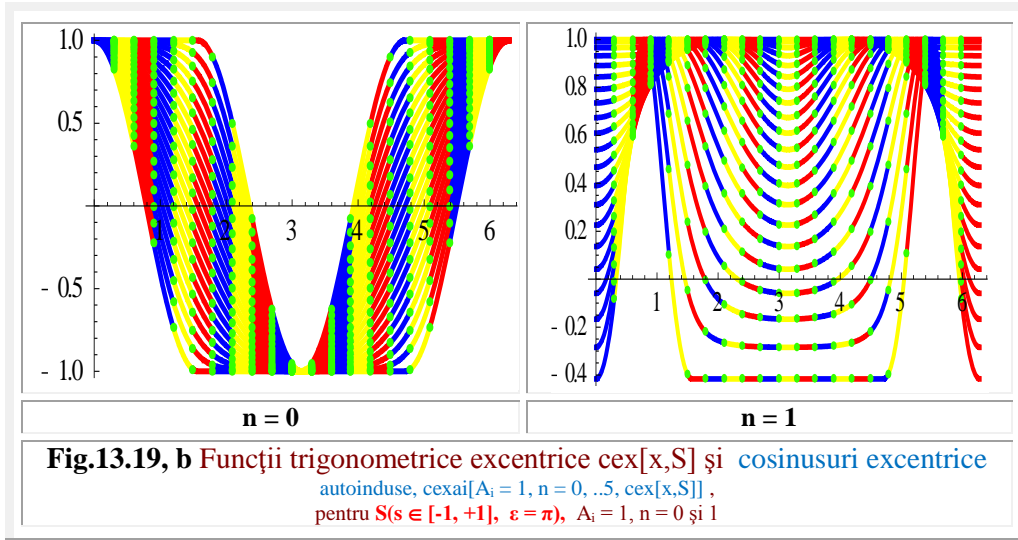 1.0
0.5
- 0.5
- 1.0
1 2 3 4 5 6
1.0
0.8
0.6
0.4
0.2
- 0.2
- 0.4
1 2 3 4 5 6
n = 0
n = 1
Fig.13.19, b Funcţii trigonometrice excentrice cex[x,S] şi cosinusuri excentrice
autoinduse, cexai[Ai = 1, n = 0, ..5, cex[x,S]] ,
pentru S(s ∈ [-1, +1], ε = π), Ai = 1, n = 0 şi 1